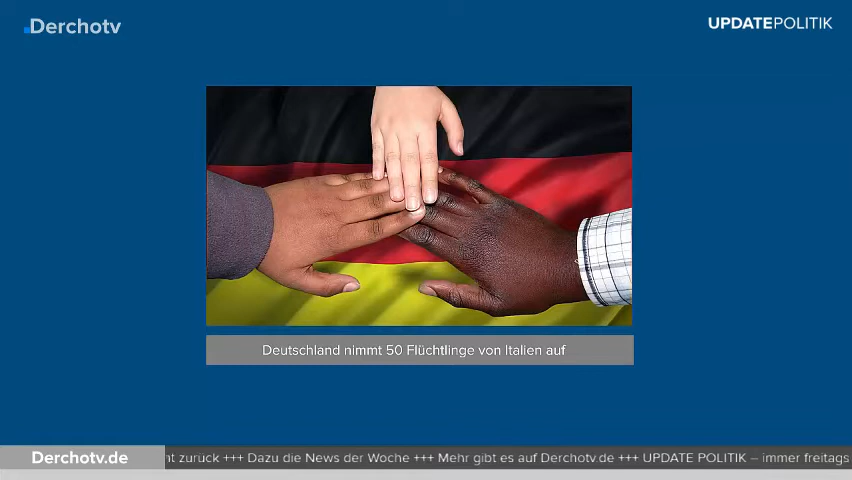 Derchotv
UPDATEPOLITIK
Deutschland nimmt 50 Flüchtlinge von Italien auf
Derchotv.de
zurück +++ Dazu die News der Woche +++ Mehr gibt es auf Derchotv.de +++ UPDATE POLITIK – immer freitags